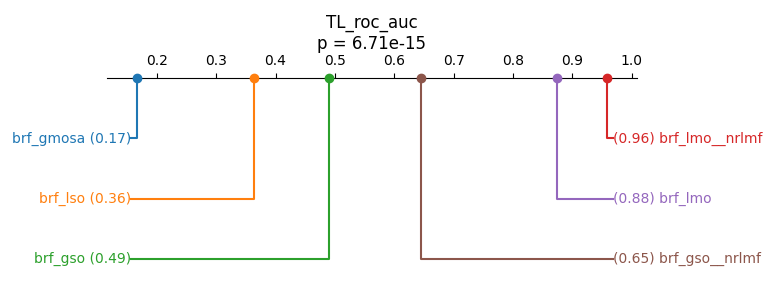 TL_roc_auc
p = 6.71e-15
0.2 0.3 0.4 0.5 0.6 0.7 0.8 0.9 1.0
brf_gmosa (0.17)
(0.96) brf_lmo__nrlmf
brf_lso (0.36)
(0.88) brf_lmo
brf_gso (0.49)
(0.65) brf_gso__nrlmf